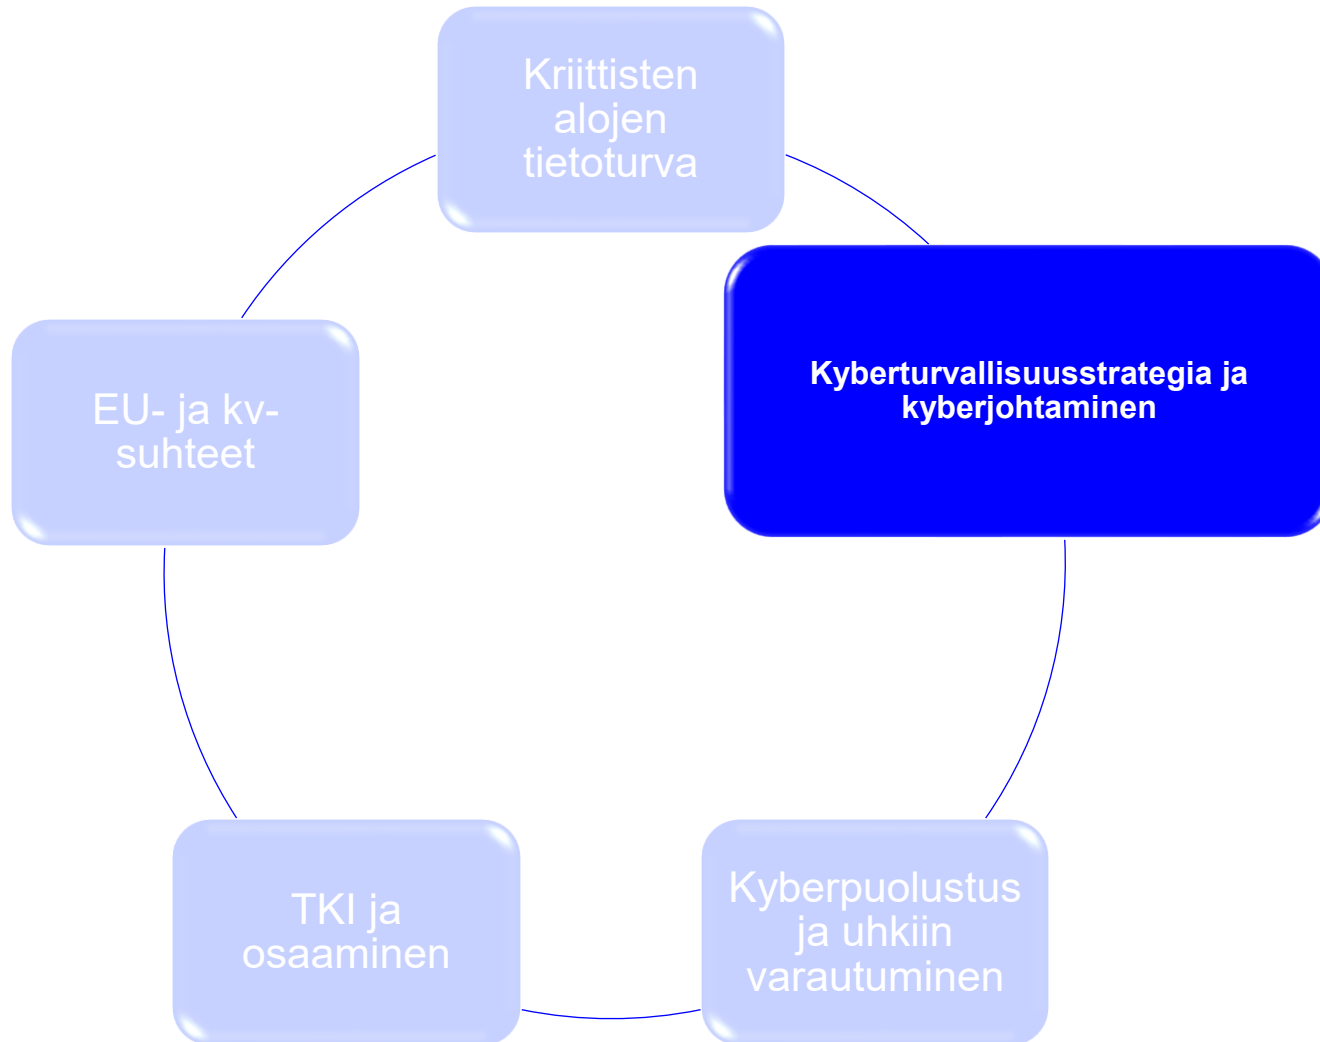 Kriittisten
alojen
tietoturva
Kyberturvallisuusstrategia ja
kyberjohtaminen
EU- ja kv-
suhteet
TKI ja
osaaminen
Kyberpuolustus
ja uhkiin
varautuminen